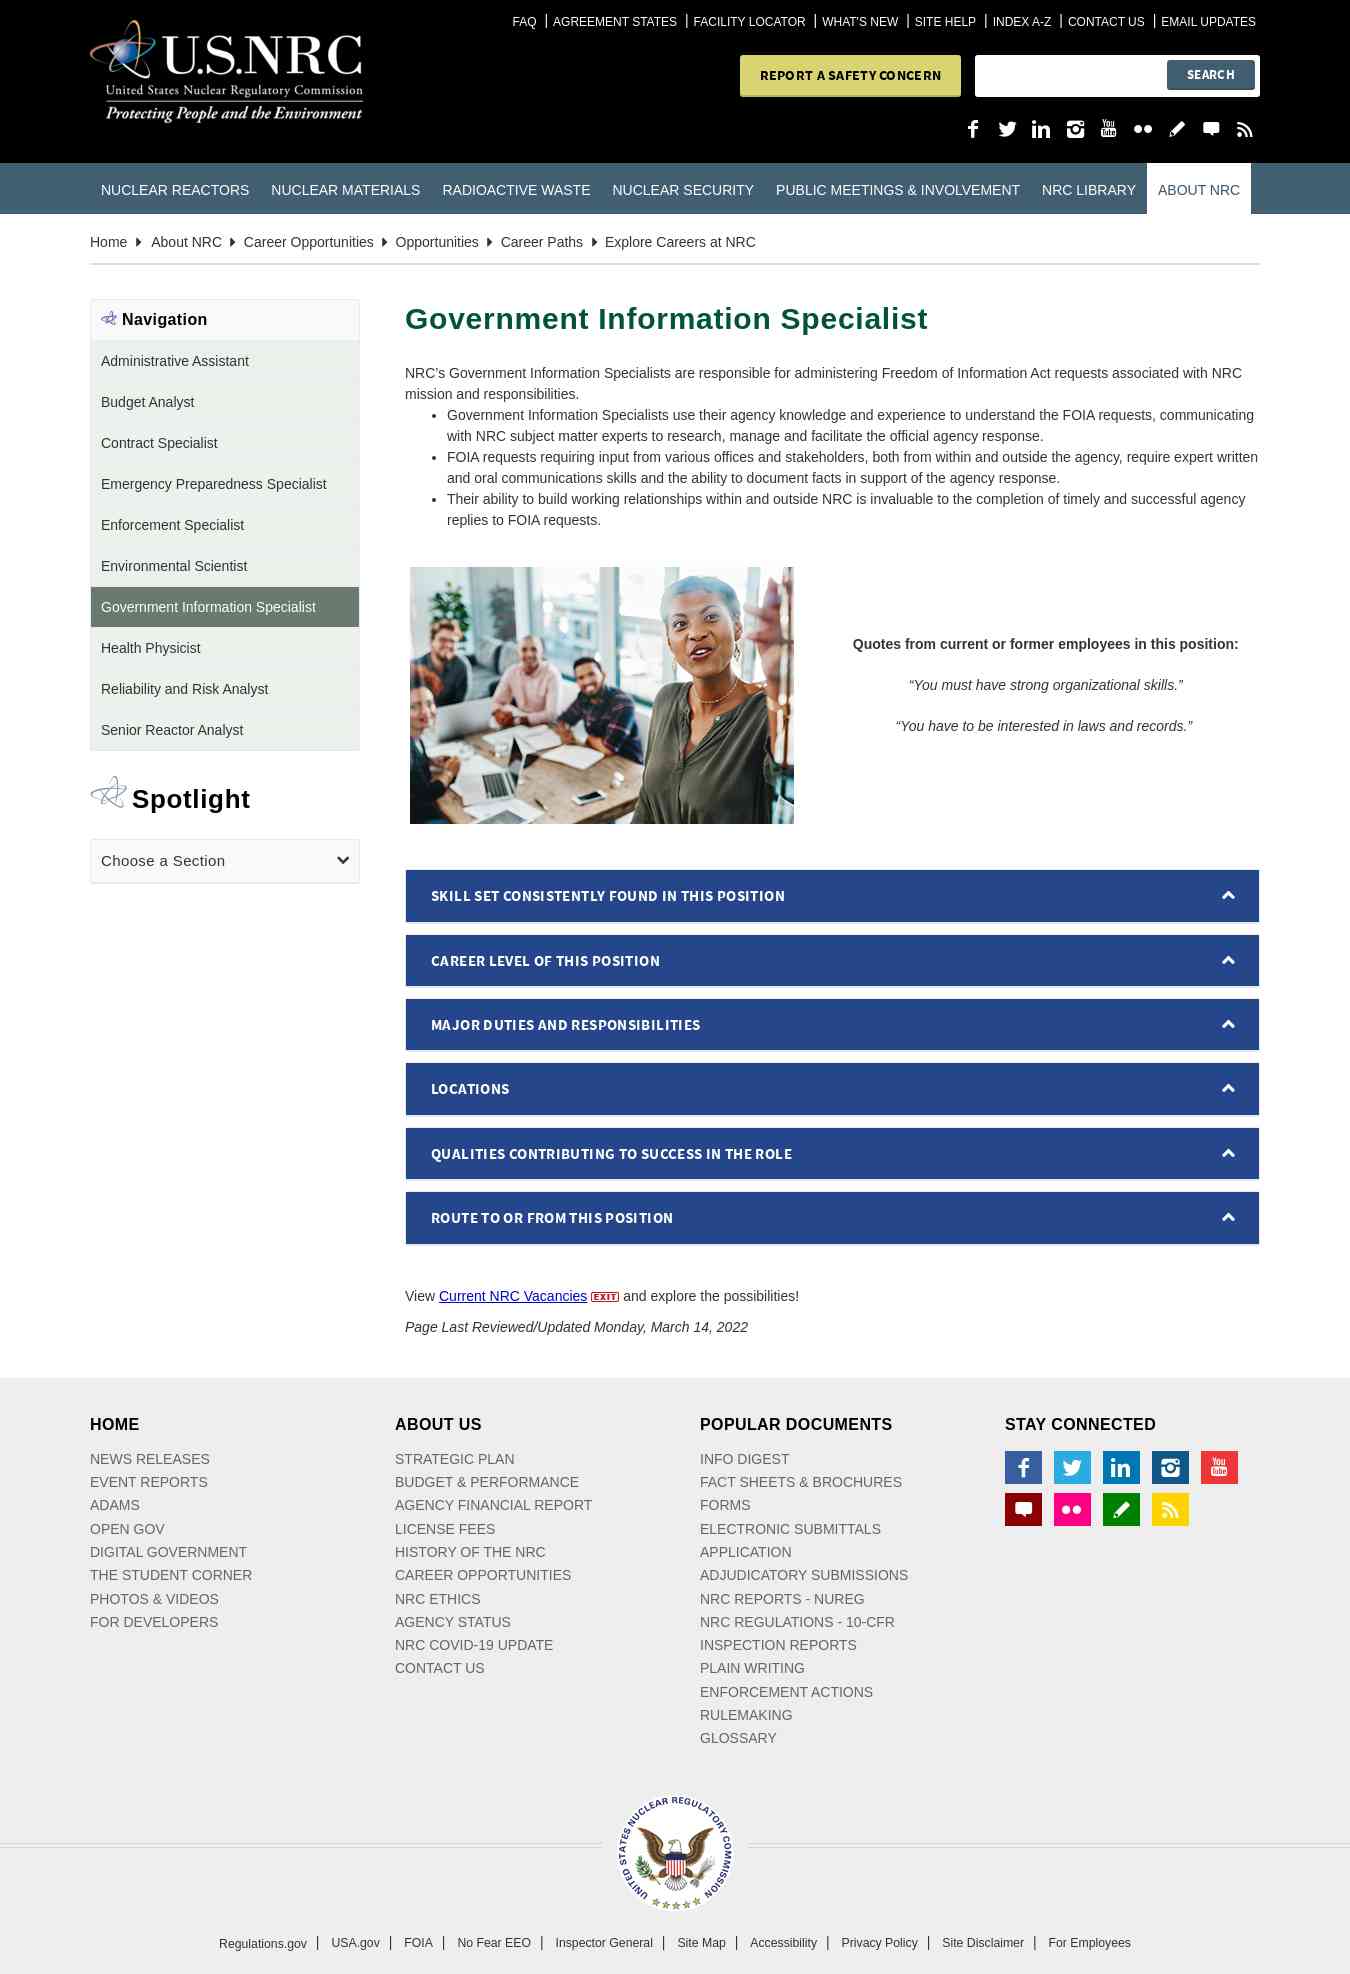 FAQ | AGREEMENT STATES | FACILITY LOCATOR | WHAT'S NEW | SITE HELP | INDEX A-Z | CONTACT US | EMAIL UPDATES
U.S.NRC
United States Nuclear Regulatory Commission
Protecting People and the Environment
REPORT A SAFETY CONCERN
SEARCH
NUCLEAR REACTORS NUCLEAR MATERIALS RADIOACTIVE WASTE NUCLEAR SECURITY PUBLIC MEETINGS & INVOLVEMENT NRC LIBRARY ABOUT NRC
Home About NRC Career Opportunities Opportunities Career Paths Explore Careers at NRC
Navigation
Administrative Assistant
Budget Analyst
Contract Specialist
Emergency Preparedness Specialist
Enforcement Specialist
Environmental Scientist
Government Information Specialist
Health Physicist
Reliability and Risk Analyst
Senior Reactor Analyst
Spotlight
Choose a Section
Government Information Specialist
NRC’s Government Information Specialists are responsible for administering Freedom of Information Act requests associated with NRC
mission and responsibilities.
• Government Information Specialists use their agency knowledge and experience to understand the FOIA requests, communicating
with NRC subject matter experts to research, manage and facilitate the official agency response.
• FOIA requests requiring input from various offices and stakeholders, both from within and outside the agency, require expert written
and oral communications skills and the ability to document facts in support of the agency response.
• Their ability to build working relationships within and outside NRC is invaluable to the completion of timely and successful agency
replies to FOIA requests.
Quotes from current or former employees in this position:
“You must have strong organizational skills.”
“You have to be interested in laws and records.”
SKILL SET CONSISTENTLY FOUND IN THIS POSITION
CAREER LEVEL OF THIS POSITION
MAJOR DUTIES AND RESPONSIBILITIES
LOCATIONS
QUALITIES CONTRIBUTING TO SUCCESS IN THE ROLE
ROUTE TO OR FROM THIS POSITION
View Current NRC Vacancies EXIT and explore the possibilities!
Page Last Reviewed/Updated Monday, March 14, 2022
HOME
NEWS RELEASES
EVENT REPORTS
ADAMS
OPEN GOV
DIGITAL GOVERNMENT
THE STUDENT CORNER
PHOTOS & VIDEOS
FOR DEVELOPERS
ABOUT US
STRATEGIC PLAN
BUDGET & PERFORMANCE
AGENCY FINANCIAL REPORT
LICENSE FEES
HISTORY OF THE NRC
CAREER OPPORTUNITIES
NRC ETHICS
AGENCY STATUS
NRC COVID-19 UPDATE
CONTACT US
POPULAR DOCUMENTS
INFO DIGEST
FACT SHEETS & BROCHURES
FORMS
ELECTRONIC SUBMITTALS
APPLICATION
ADJUDICATORY SUBMISSIONS
NRC REPORTS - NUREG
NRC REGULATIONS - 10-CFR
INSPECTION REPORTS
PLAIN WRITING
ENFORCEMENT ACTIONS
RULEMAKING
GLOSSARY
STAY CONNECTED
You
Tube
UNITED STATES NUCLEAR REGULATORY COMMISSION
Regulations.gov | USA.gov | FOIA | No Fear EEO | Inspector General | Site Map | Accessibility | Privacy Policy | Site Disclaimer | For Employees